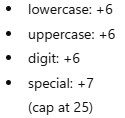 • lowercase: +6
• uppercase: +6
• digit: +6
• special: +7
(cap at 25)